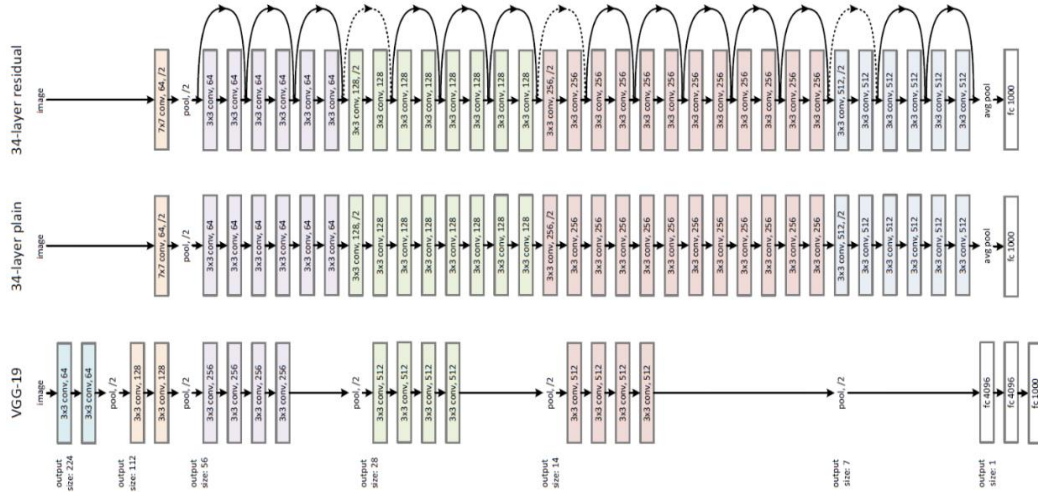 output
size: 224
output
size: 112
output
size: 56
output
size: 28
output
size: 14
output
size: 7
output
size: 1
VGG-19
image
3x3 conv, 64
3x3 conv, 64
pool, /2
3x3 conv, 128
3x3 conv, 128
pool, /2
3x3 conv, 256
3x3 conv, 256
3x3 conv, 256
3x3 conv, 256
pool, /2
3x3 conv, 512
3x3 conv, 512
3x3 conv, 512
3x3 conv, 512
pool, /2
3x3 conv, 512
3x3 conv, 512
3x3 conv, 512
3x3 conv, 512
pool, /2
fc 4096
fc 4096
fc 1000
34-layer plain
image
7x7 conv, 64, /2
pool, /2
3x3 conv, 64
3x3 conv, 64
3x3 conv, 64
3x3 conv, 64
3x3 conv, 64
3x3 conv, 64
3x3 conv, 128, /2
3x3 conv, 128
3x3 conv, 128
3x3 conv, 128
3x3 conv, 128
3x3 conv, 128
3x3 conv, 128
3x3 conv, 128
3x3 conv, 256, /2
3x3 conv, 256
3x3 conv, 256
3x3 conv, 256
3x3 conv, 256
3x3 conv, 256
3x3 conv, 256
3x3 conv, 256
3x3 conv, 256
3x3 conv, 256
3x3 conv, 256
3x3 conv, 256
3x3 conv, 512, /2
3x3 conv, 512
3x3 conv, 512
3x3 conv, 512
3x3 conv, 512
3x3 conv, 512
avg pool
fc 1000
34-layer residual
image
7x7 conv, 64, /2
pool, /2
3x3 conv, 64
3x3 conv, 64
3x3 conv, 64
3x3 conv, 64
3x3 conv, 64
3x3 conv, 64
3x3 conv, 128, /2
3x3 conv, 128
3x3 conv, 128
3x3 conv, 128
3x3 conv, 128
3x3 conv, 128
3x3 conv, 128
3x3 conv, 128
3x3 conv, 256, /2
3x3 conv, 256
3x3 conv, 256
3x3 conv, 256
3x3 conv, 256
3x3 conv, 256
3x3 conv, 256
3x3 conv, 256
3x3 conv, 256
3x3 conv, 256
3x3 conv, 256
3x3 conv, 256
3x3 conv, 512, /2
3x3 conv, 512
3x3 conv, 512
3x3 conv, 512
3x3 conv, 512
3x3 conv, 512
avg pool
fc 1000